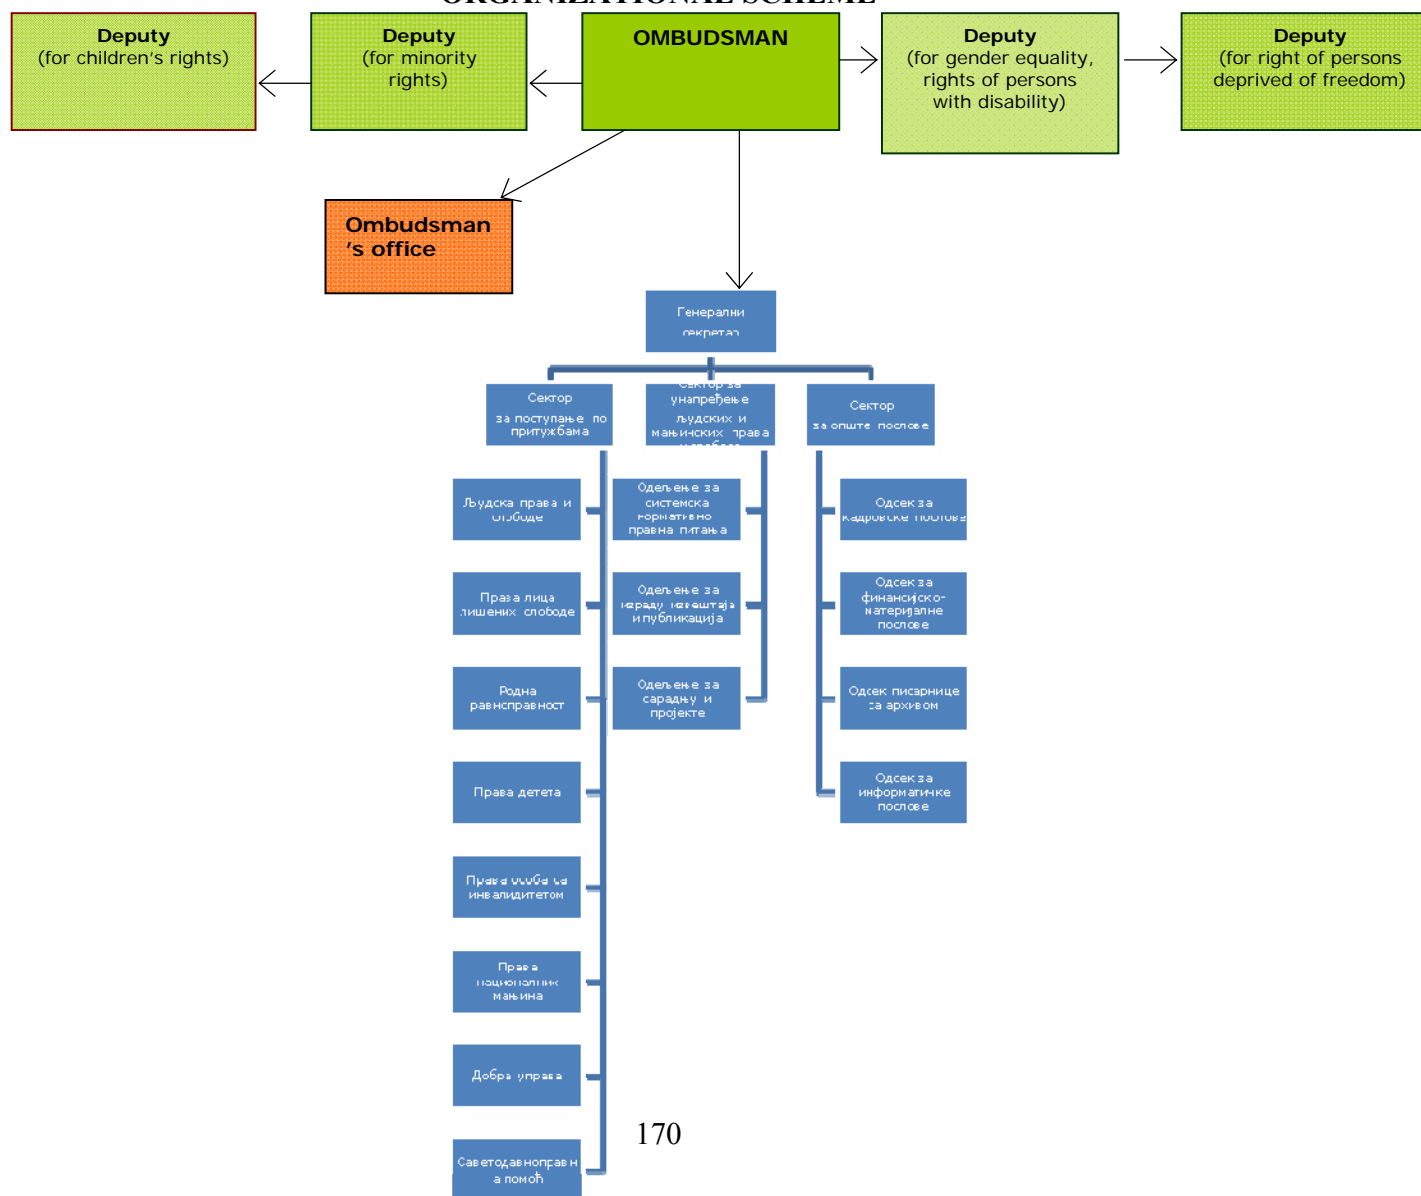 ORGANIZATIONAL SCHEME
Deputy
(for children's rights)
Deputy
(for minority
rights)
OMBUDSMAN
Deputy
(for gender equality,
rights of persons
with disability)
Deputy
(for right of persons
deprived of freedom)
Ombudsman
's office
Генерални
секретар
Сектор
за поступање по
притужбама
Сектор за
унапређење
људских и
мањинских права
Сектор
за опште послове
Људска права и
слободе
Одељење за
системска
нормативно
правна питања
Одсек за
кадровске послове
Права лица
лишених слободе
Одељење за
израду извештаја
и публикација
Одсек за
финансијско-
материјалне
послове
Родна
равноправност
Одељење за
сарадњу и
пројекте
Одсек писарнице
са архивом
Права детета
Одсек за
информатичке
послове
Права особа са
инвалидитетом
Права
националних
мањина
Добра управа
Саветодавноправн
а помоћ
170